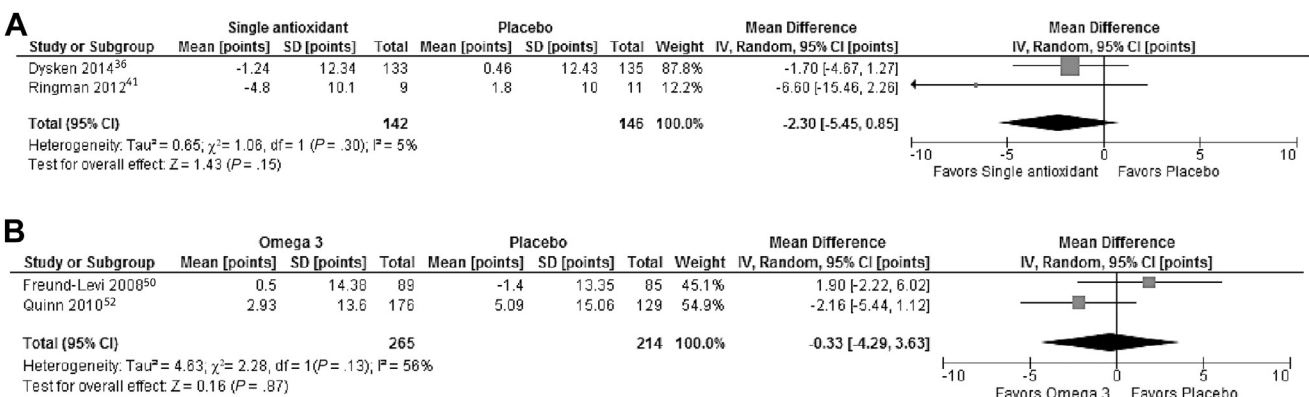 A
Single antioxidant Placebo Mean Difference Mean Difference
Study or Subgroup Mean [points] SD [points] Total Mean [points] SD [points] Total Weight IV, Random, 95% CI [points] IV, Random, 95% CI [points]
Dysken 2014³⁶ -1.24 12.34 133 0.46 12.43 135 87.8% -1.70 [-4.67, 1.27]
Ringman 2012⁴¹ -4.8 10.1 9 1.8 10 11 12.2% -6.60 [-15.46, 2.26]
Total (95% CI) 142 146 100.0% -2.30 [-5.45, 0.85]
Heterogeneity: Tau² = 0.65; χ²= 1.06, df = 1 (P = .30); I² = 5%
Test for overall effect: Z = 1.43 (P = .15)
-10 -5 0 5 10
Favors Single antioxidant Favors Placebo
B
Omega 3 Placebo Mean Difference Mean Difference
Study or Subgroup Mean [points] SD [points] Total Mean [points] SD [points] Total Weight IV, Random, 95% CI [points] IV, Random, 95% CI [points]
Freund-Levi 2008⁵⁰ 0.5 14.38 89 -1.4 13.35 85 45.1% 1.90 [-2.22, 6.02]
Quinn 2010⁵² 2.93 13.6 176 5.09 15.06 129 54.9% -2.16 [-5.44, 1.12]
Total (95% CI) 265 214 100.0% -0.33 [-4.29, 3.63]
Heterogeneity: Tau² = 4.63; χ²= 2.28, df = 1(P = .13); I² = 56%
Test for overall effect: Z = 0.16 (P = .87)
-10 -5 0 5 10
Favors Omega 3 Favors Placebo